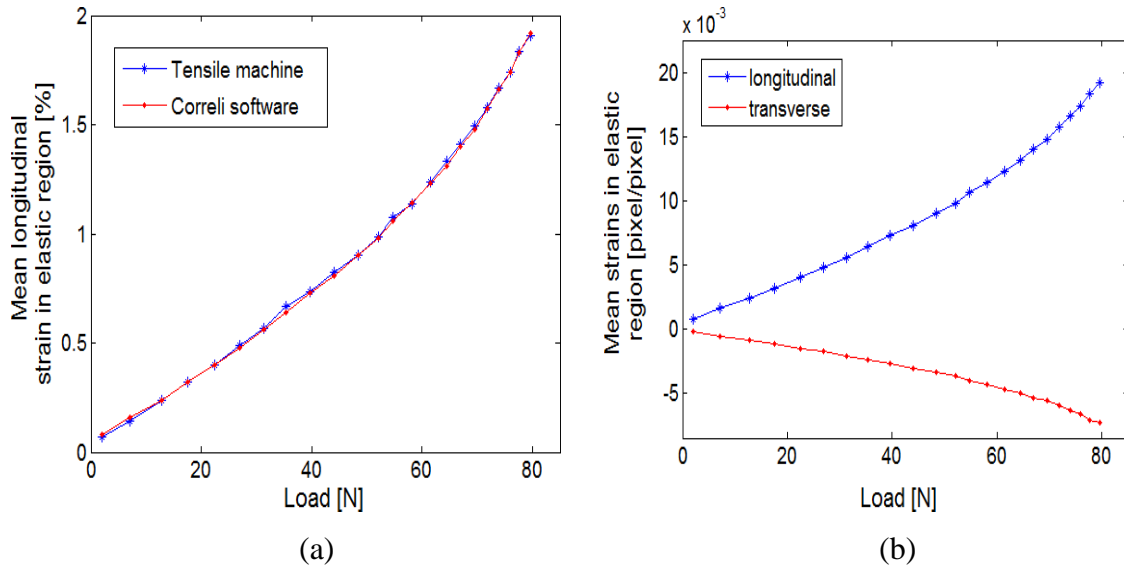 Mean longitudinal
strain in elastic region [%]
2
1.5
1
0.5
0
Tensile machine
Correli software
0 20 40 60 80
Load [N]
(a)
x 10-3
Mean strains in elastic
region [pixel/pixel]
20
15
10
5
0
-5
longitudinal
transverse
0 20 40 60 80
Load [N]
(b)